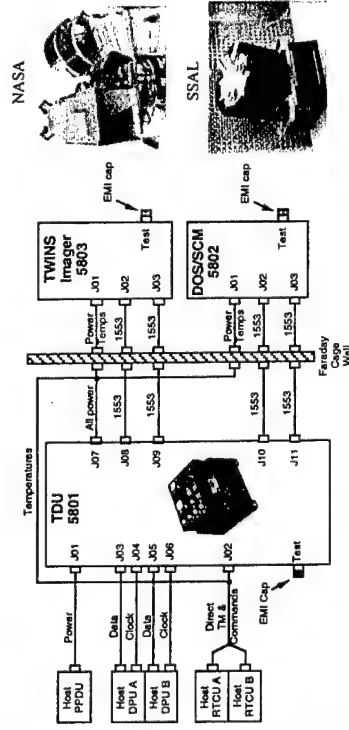 NASA
SSAL
TWINS
Imager
5803
J01
J02
J03
Test
EMI cap
DOS/SCM
5802
J01
J02
J03
Test
EMI cap
Power
Temps
1553
1553
Power
Temps
1553
1553
Faraday
Cage
Wall
All power
1553
1553
1553
1553
Temperatures
TDU
5801
J01
J03
J04
J05
J06
J02
J07
J08
J09
J10
J11
Test
EMI Cap
Power
Data
Clock
Data
Clock
Direct
TM &
Commands
Host
PPDU
Host
DPU A
Host
DPU B
Host
RTCU A
Host
RTCU B